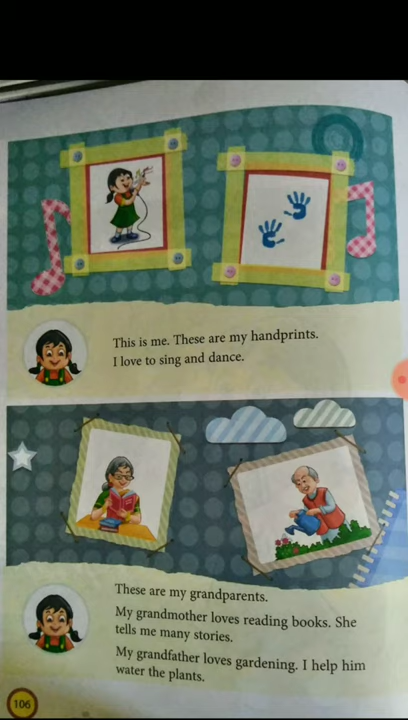 This is me. These are my handprints.
I love to sing and dance.
These are my grandparents.
My grandmother loves reading books. She
tells me many stories.
My grandfather loves gardening. I help him
water the plants.
106